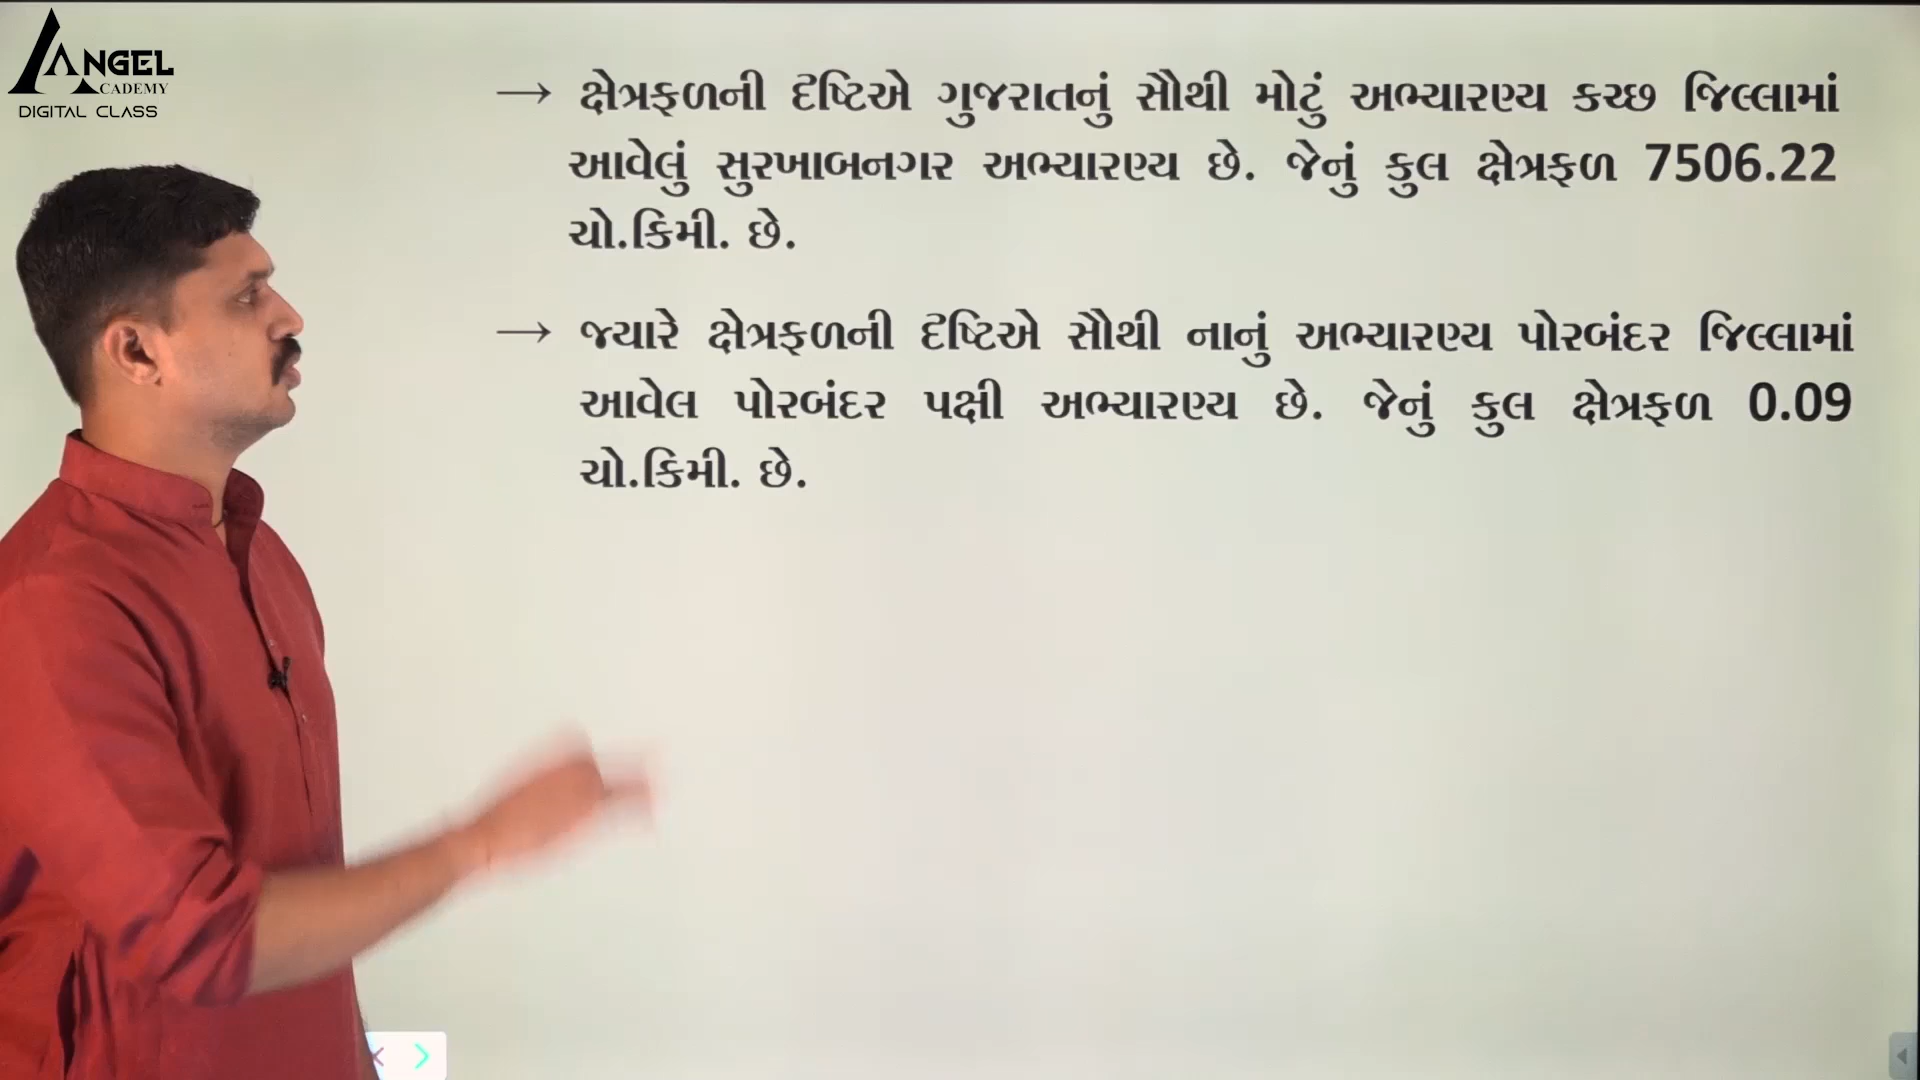 ANGEL
ACADEMY
DIGITAL CLASS
→ ક્ષેત્રફળની દૃષ્ટિએ ગુજરાતનું સૌથી મોટું અભ્યારણ્ય કચ્છ જિલ્લામાં
આવેલું સુરખાબનગર અભ્યારણ્ય છે. જેનું કુલ ક્ષેત્રફળ 7506.22
ચો.કિમી. છે.
→ જ્યારે ક્ષેત્રફળની દૃષ્ટિએ સૌથી નાનું અભ્યારણ્ય પોરબંદર જિલ્લામાં
આવેલ પોરબંદર પક્ષી અભ્યારણ્ય છે. જેનું કુલ ક્ષેત્રફળ 0.09
ચો.કિમી. છે.